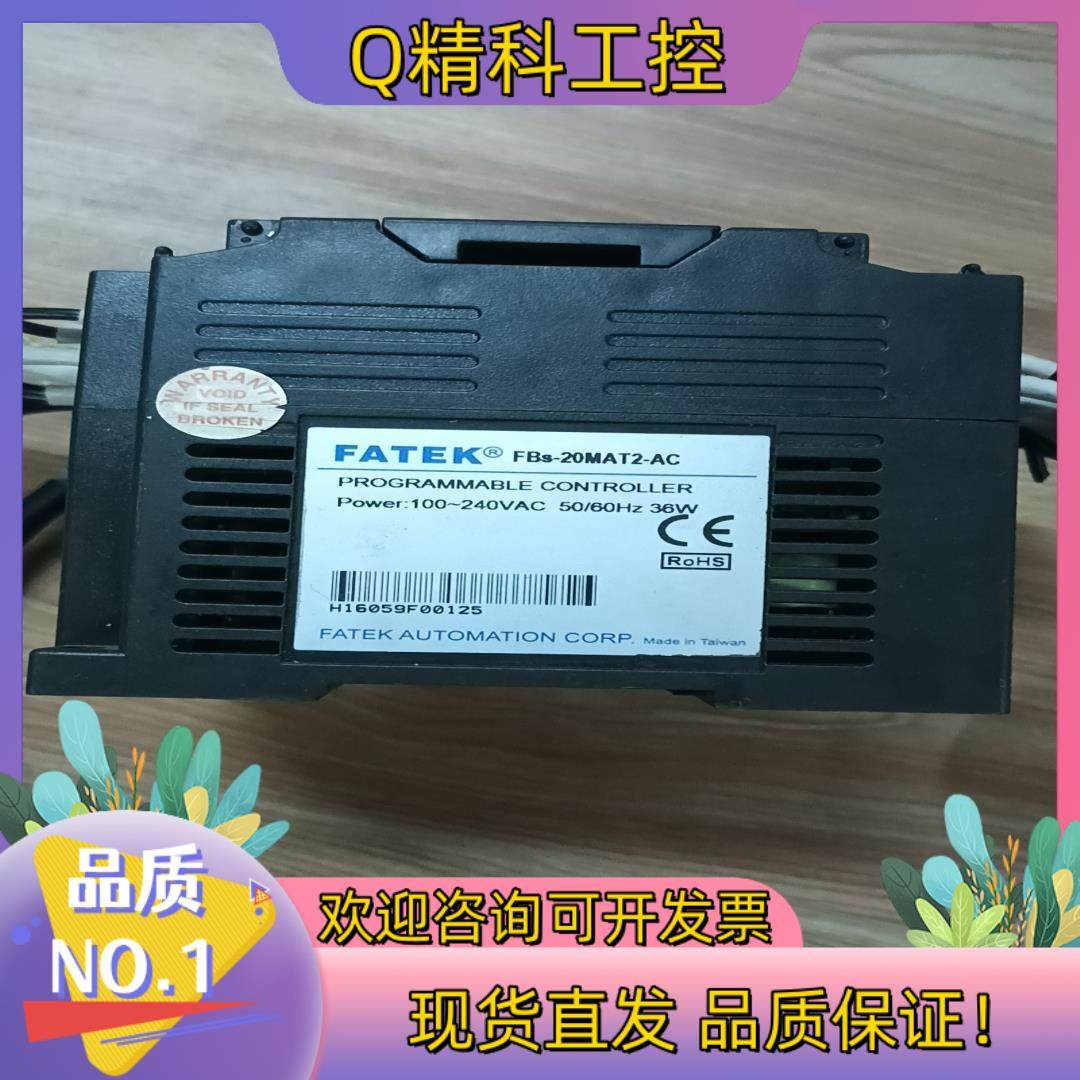 Q精科工控
WARRANTY
VOID
IF SEAL
BROKEN
FATEK® FBs-20MAT2-AC
PROGRAMMABLE CONTROLLER
Power:100~240VAC 50/60Hz 36W
CE
RoHS
H16059F00125
FATEK AUTOMATION CORP. Made in Taiwan
品质
NO.1
欢迎咨询可开发票
现货直发 品质保证!